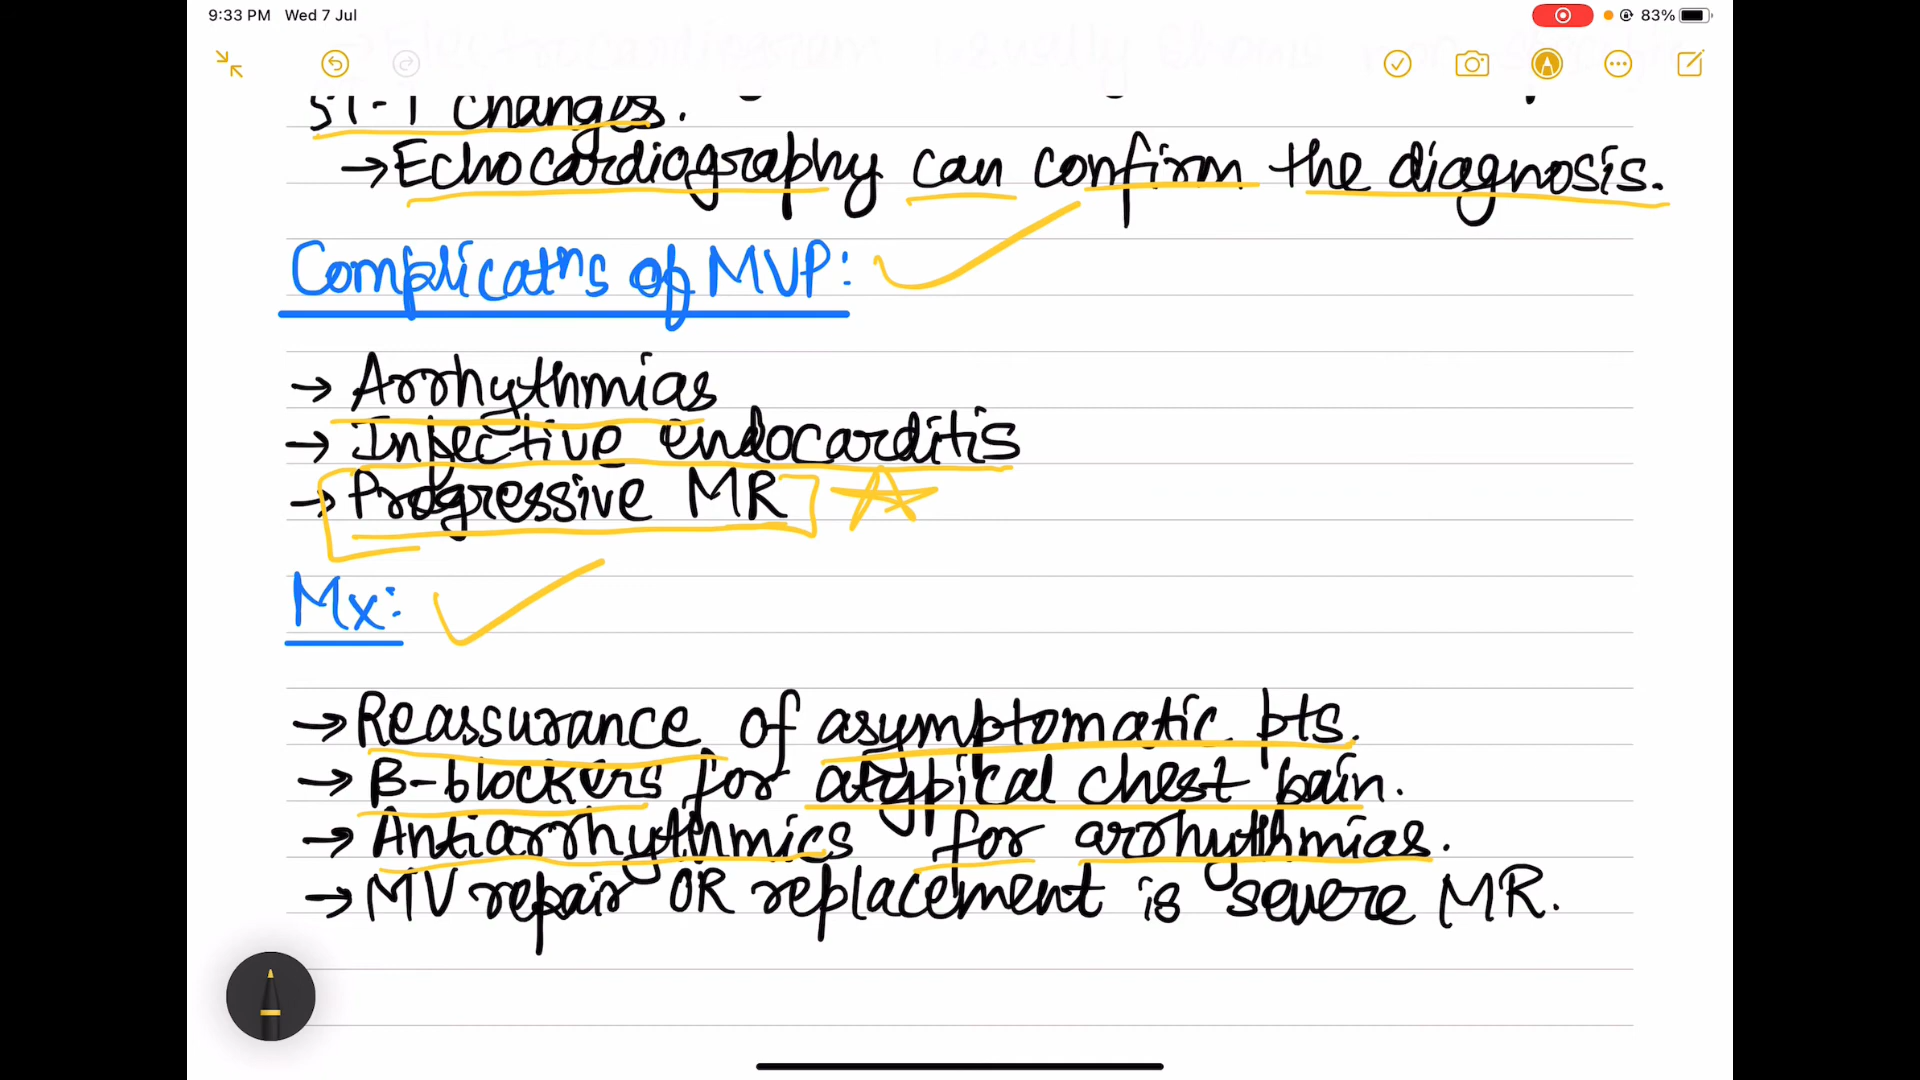 9:33 PM Wed 7 Jul 83%
ST-T changes.
→ Echocardiography can confirm the diagnosis.
Complicatns of MVP:
→ Arrhythmias
→ Infective endocarditis
→ Progressive MR
Mx:
→ Reassurance of asymptomatic pts.
→ B-blockers for atypical chest pain.
→ Antiarrhythmics for arrhythmias.
→ MV repair OR replacement is severe MR.